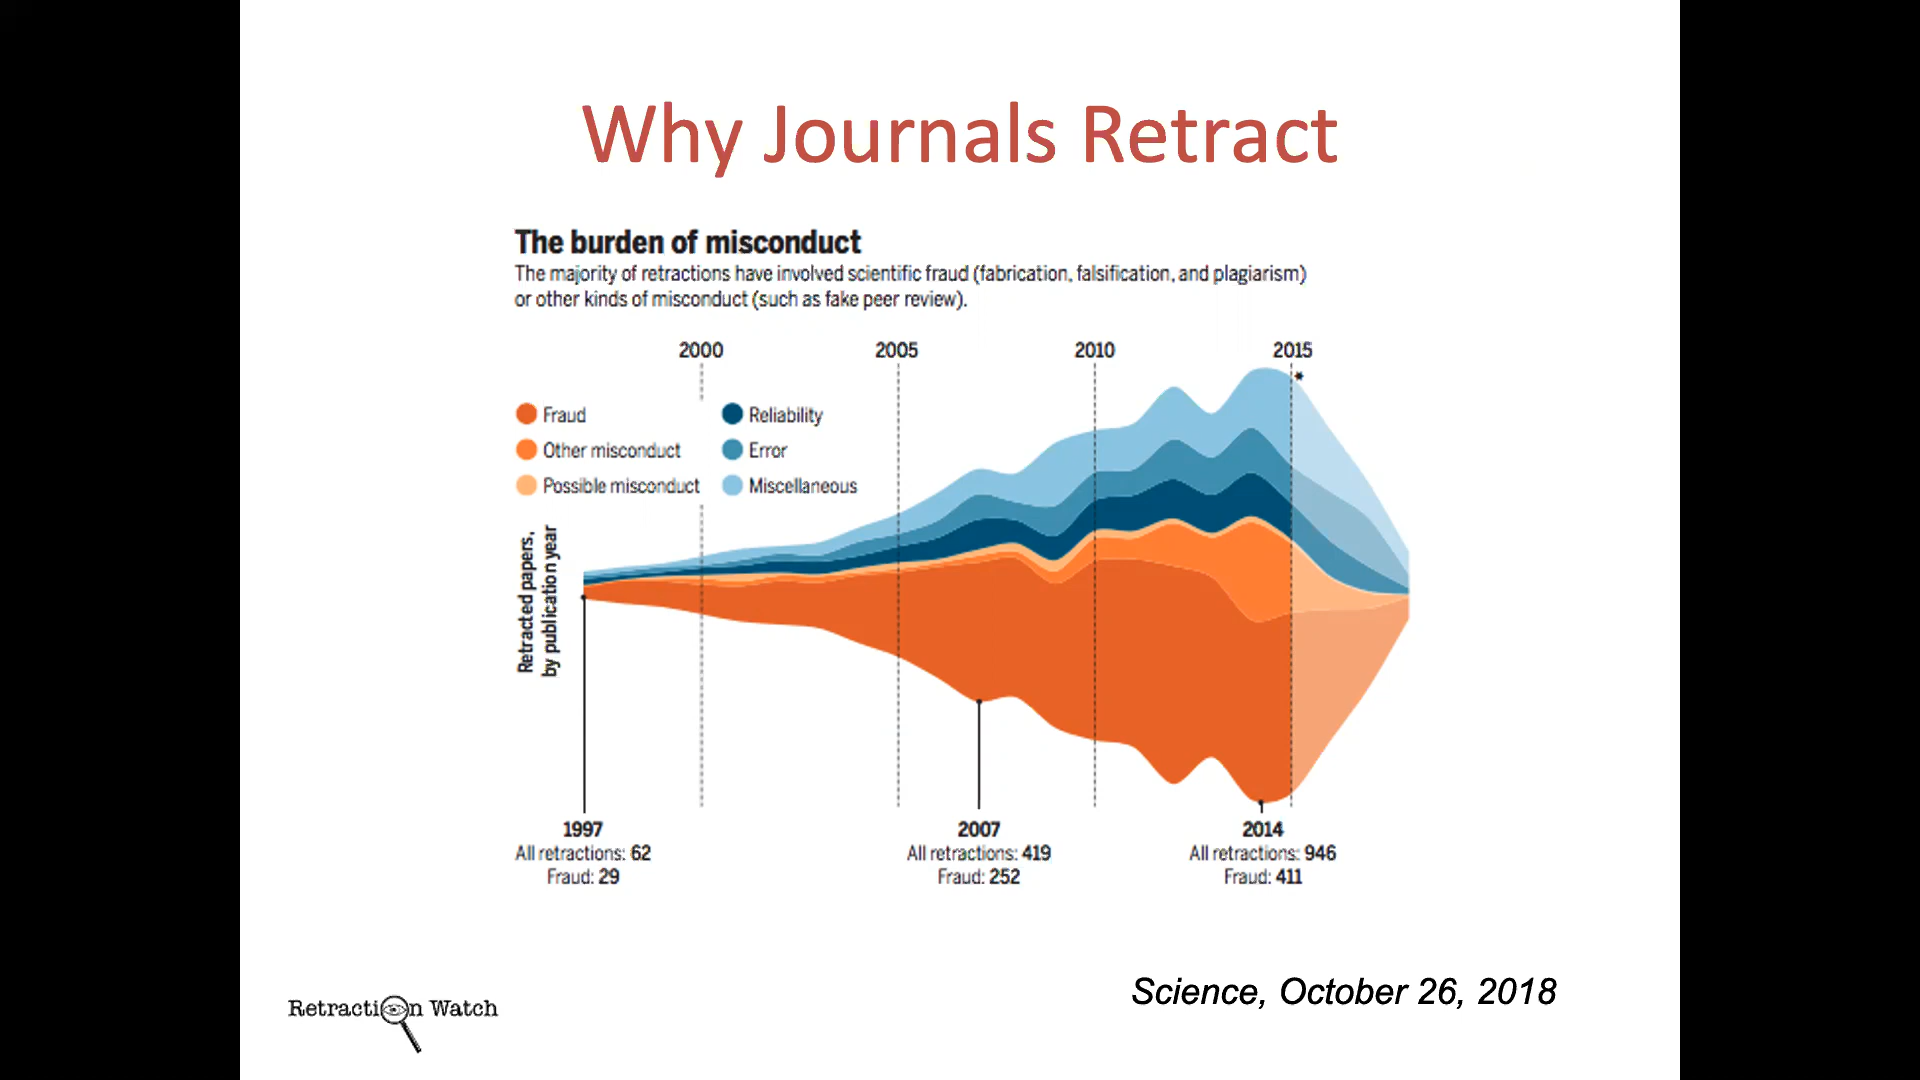 Why Journals Retract
The burden of misconduct
The majority of retractions have involved scientific fraud (fabrication, falsification, and plagiarism)
or other kinds of misconduct (such as fake peer review).
2000 2005 2010 2015
*
Fraud Reliability
Other misconduct Error
Possible misconduct Miscellaneous
Retracted papers,
by publication year
1997 2007 2014
All retractions: 62 All retractions: 419 All retractions: 946
Fraud: 29 Fraud: 252 Fraud: 411
Science, October 26, 2018
Retraction Watch